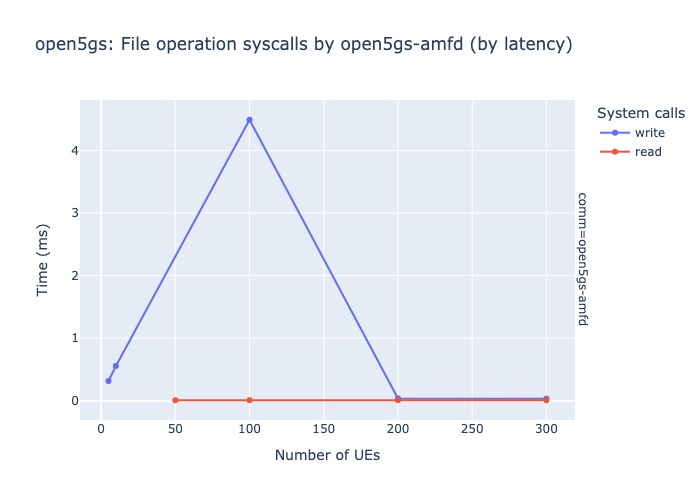 open5gs: File operation syscalls by open5gs-amfd (by latency)
System calls
write
read
4
3
2
1
0
Time (ms)
comm=open5gs-amfd
0 50 100 150 200 250 300
Number of UEs